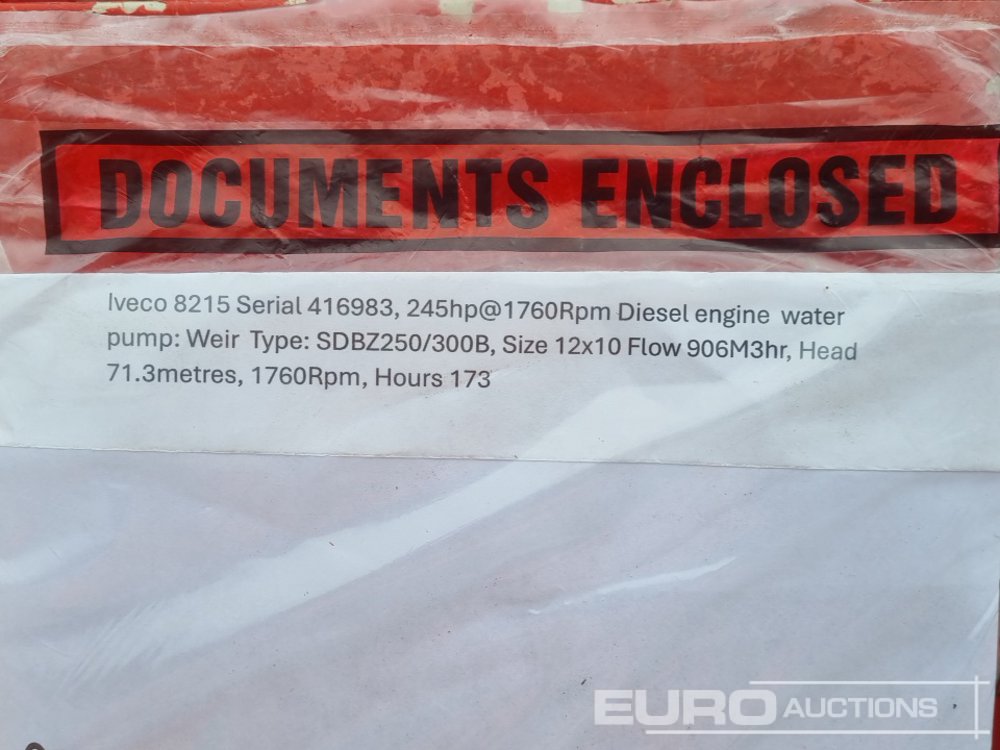 DOCUMENTS ENCLOSED
Iveco 8215 Serial 416983, 245hp@1760Rpm Diesel engine water
pump: Weir Type: SDBZ250/300B, Size 12x10 Flow 906M3hr, Head
71.3metres, 1760Rpm, Hours 173
EURO AUCTIONS